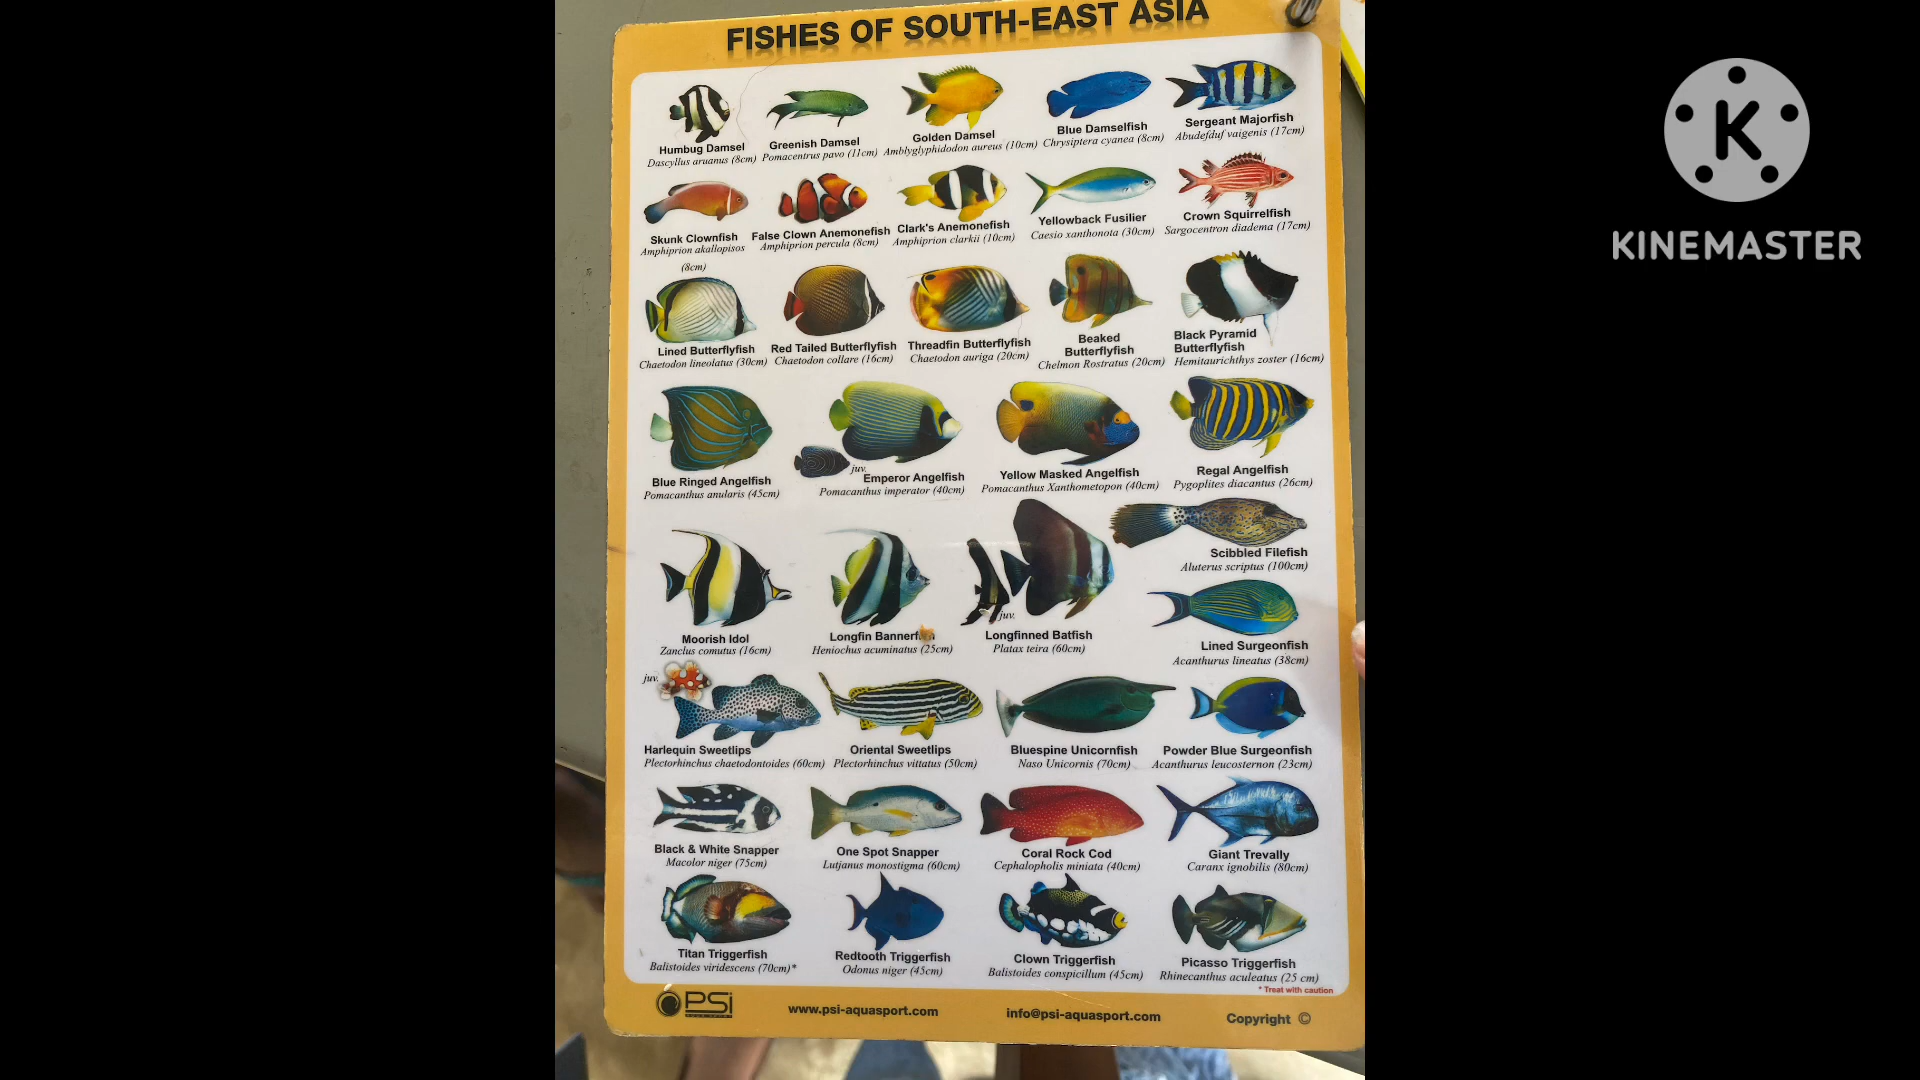 FISHES OF SOUTH-EAST ASIA
Humbug Damsel
Dascyllus aruanus (8cm)
Greenish Damsel
Pomacentrus pavo (11cm)
Golden Damsel
Amblyglyphidodon aureus (10cm)
Blue Damselfish
Chrysiptera cyanea (8cm)
Sergeant Majorfish
Abudefduf vaigenis (17cm)
Skunk Clownfish
Amphiprion akallopisos
(8cm)
False Clown Anemonefish
Amphiprion percula (8cm)
Clark's Anemonefish
Amphiprion clarkii (10cm)
Yellowback Fusilier
Caesio xanthonota (30cm)
Crown Squirrelfish
Sargocentron diadema (17cm)
Lined Butterflyfish
Chaetodon lineolatus (30cm)
Red Tailed Butterflyfish
Chaetodon collare (16cm)
Threadfin Butterflyfish
Chaetodon auriga (20cm)
Beaked
Butterflyfish
Chelmon Rostratus (20cm)
Black Pyramid
Butterflyfish
Hemitaurichthys zoster (16cm)
Blue Ringed Angelfish
Pomacanthus anularis (45cm)
juv.
Emperor Angelfish
Pomacanthus imperator (40cm)
Yellow Masked Angelfish
Pomacanthus Xanthometopon (40cm)
Regal Angelfish
Pygoplites diacantus (26cm)
Scibbled Filefish
Aluterus scriptus (100cm)
Moorish Idol
Zanclus comutus (16cm)
Longfin Bannerfish
Heniochus acuminatus (25cm)
juv.
Longfinned Batfish
Platax teira (60cm)
Lined Surgeonfish
Acanthurus lineatus (38cm)
juv.
Harlequin Sweetlips
Plectorhinchus chaetodontoides (60cm)
Oriental Sweetlips
Plectorhinchus vittatus (50cm)
Bluespine Unicornfish
Naso Unicornis (70cm)
Powder Blue Surgeonfish
Acanthurus leucosternon (23cm)
Black & White Snapper
Macolor niger (75cm)
One Spot Snapper
Lutjanus monostigma (60cm)
Coral Rock Cod
Cephalopholis miniata (40cm)
Giant Trevally
Caranx ignobilis (80cm)
Titan Triggerfish
Balistoides viridescens (70cm)*
Redtooth Triggerfish
Odonus niger (45cm)
Clown Triggerfish
Balistoides conspicillum (45cm)
Picasso Triggerfish
Rhinecanthus aculeatus (25 cm)
* Treat with caution
PSI
www.psi-aquasport.com
info@psi-aquasport.com
Copyright ©
K
KINEMASTER